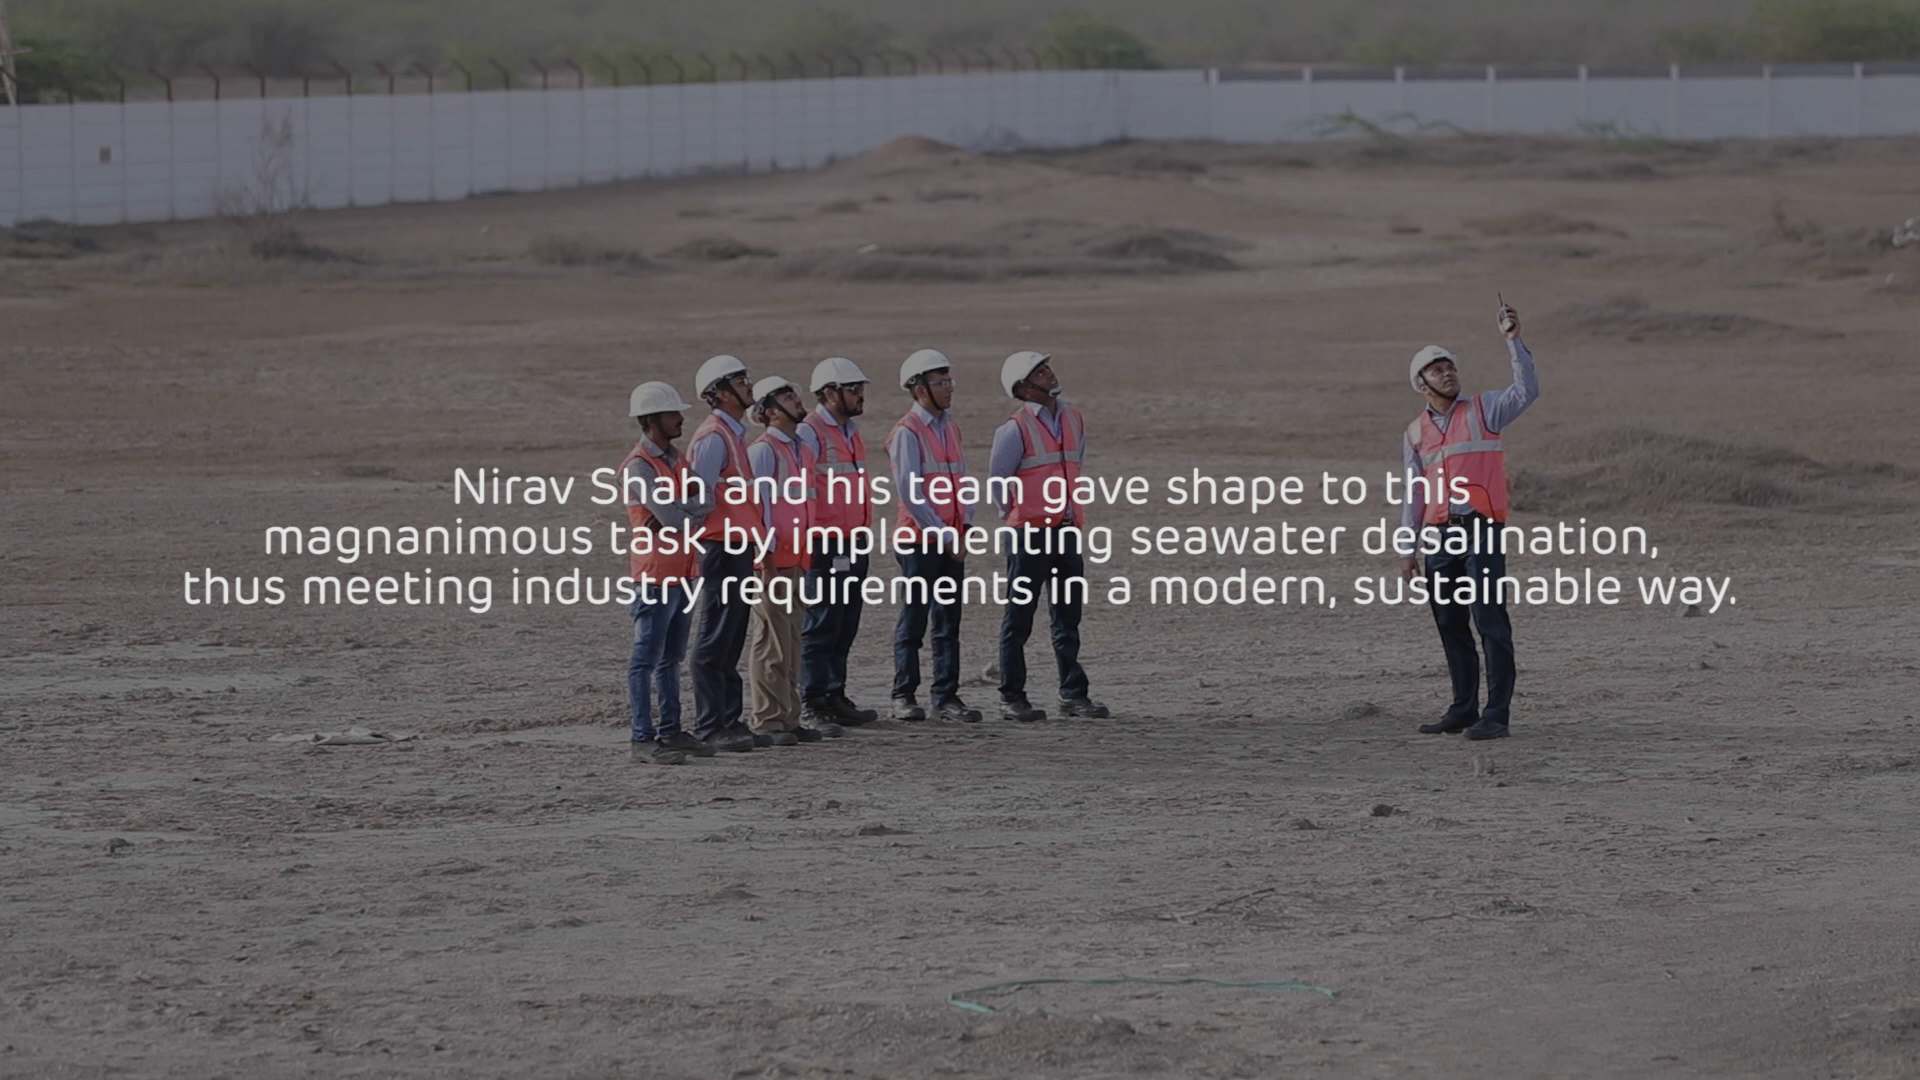 Nirav Shah and his team gave shape to this
magnanimous task by implementing seawater desalination,
thus meeting industry requirements in a modern, sustainable way.